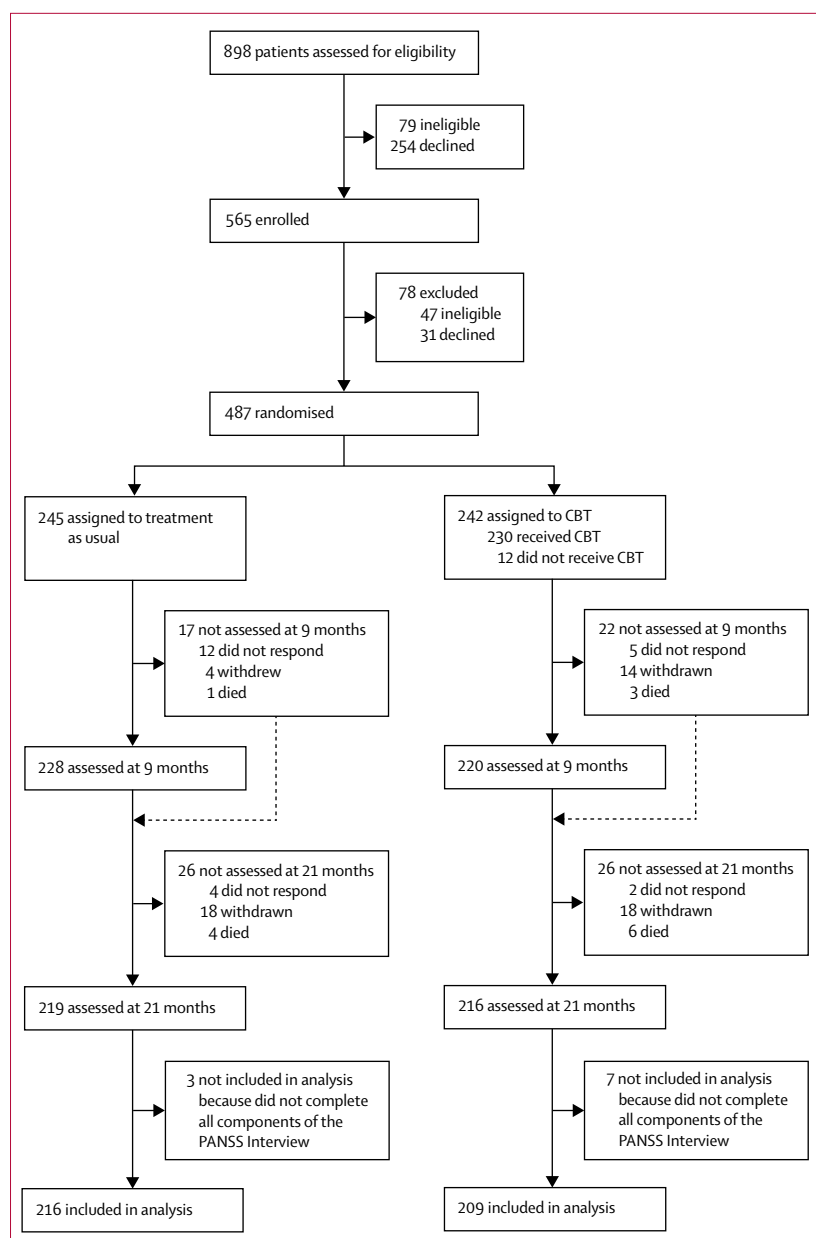 898 patients assessed for eligibility
79 ineligible
254 declined
565 enrolled
78 excluded
47 ineligible
31 declined
487 randomised
245 assigned to treatment
as usual
242 assigned to CBT
230 received CBT
12 did not receive CBT
17 not assessed at 9 months
12 did not respond
4 withdrew
1 died
22 not assessed at 9 months
5 did not respond
14 withdrawn
3 died
228 assessed at 9 months
220 assessed at 9 months
26 not assessed at 21 months
4 did not respond
18 withdrawn
4 died
26 not assessed at 21 months
2 did not respond
18 withdrawn
6 died
219 assessed at 21 months
216 assessed at 21 months
3 not included in analysis
because did not complete
all components of the
PANSS Interview
7 not included in analysis
because did not complete
all components of the
PANSS Interview
216 included in analysis
209 included in analysis